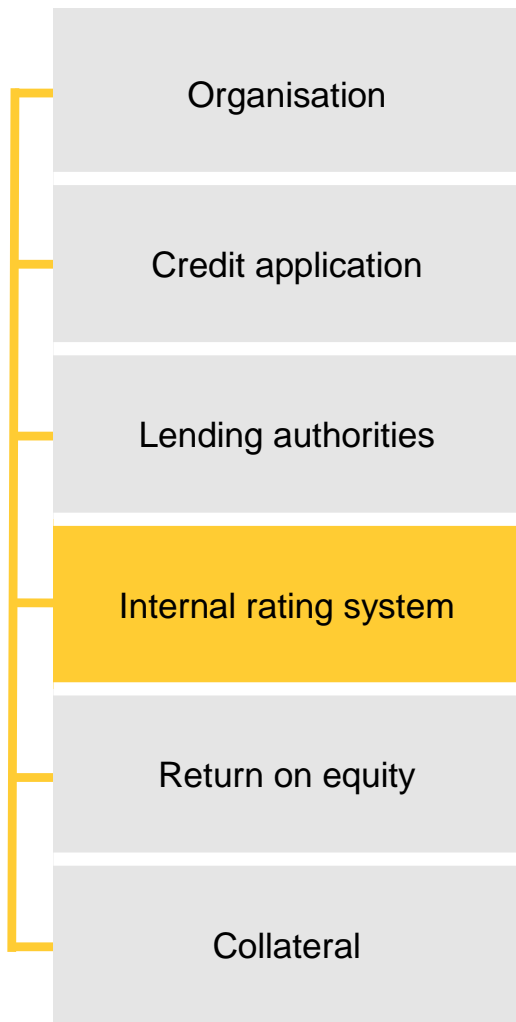 Organisation
Credit application
Lending authorities
Internal rating system
Return on equity
Collateral